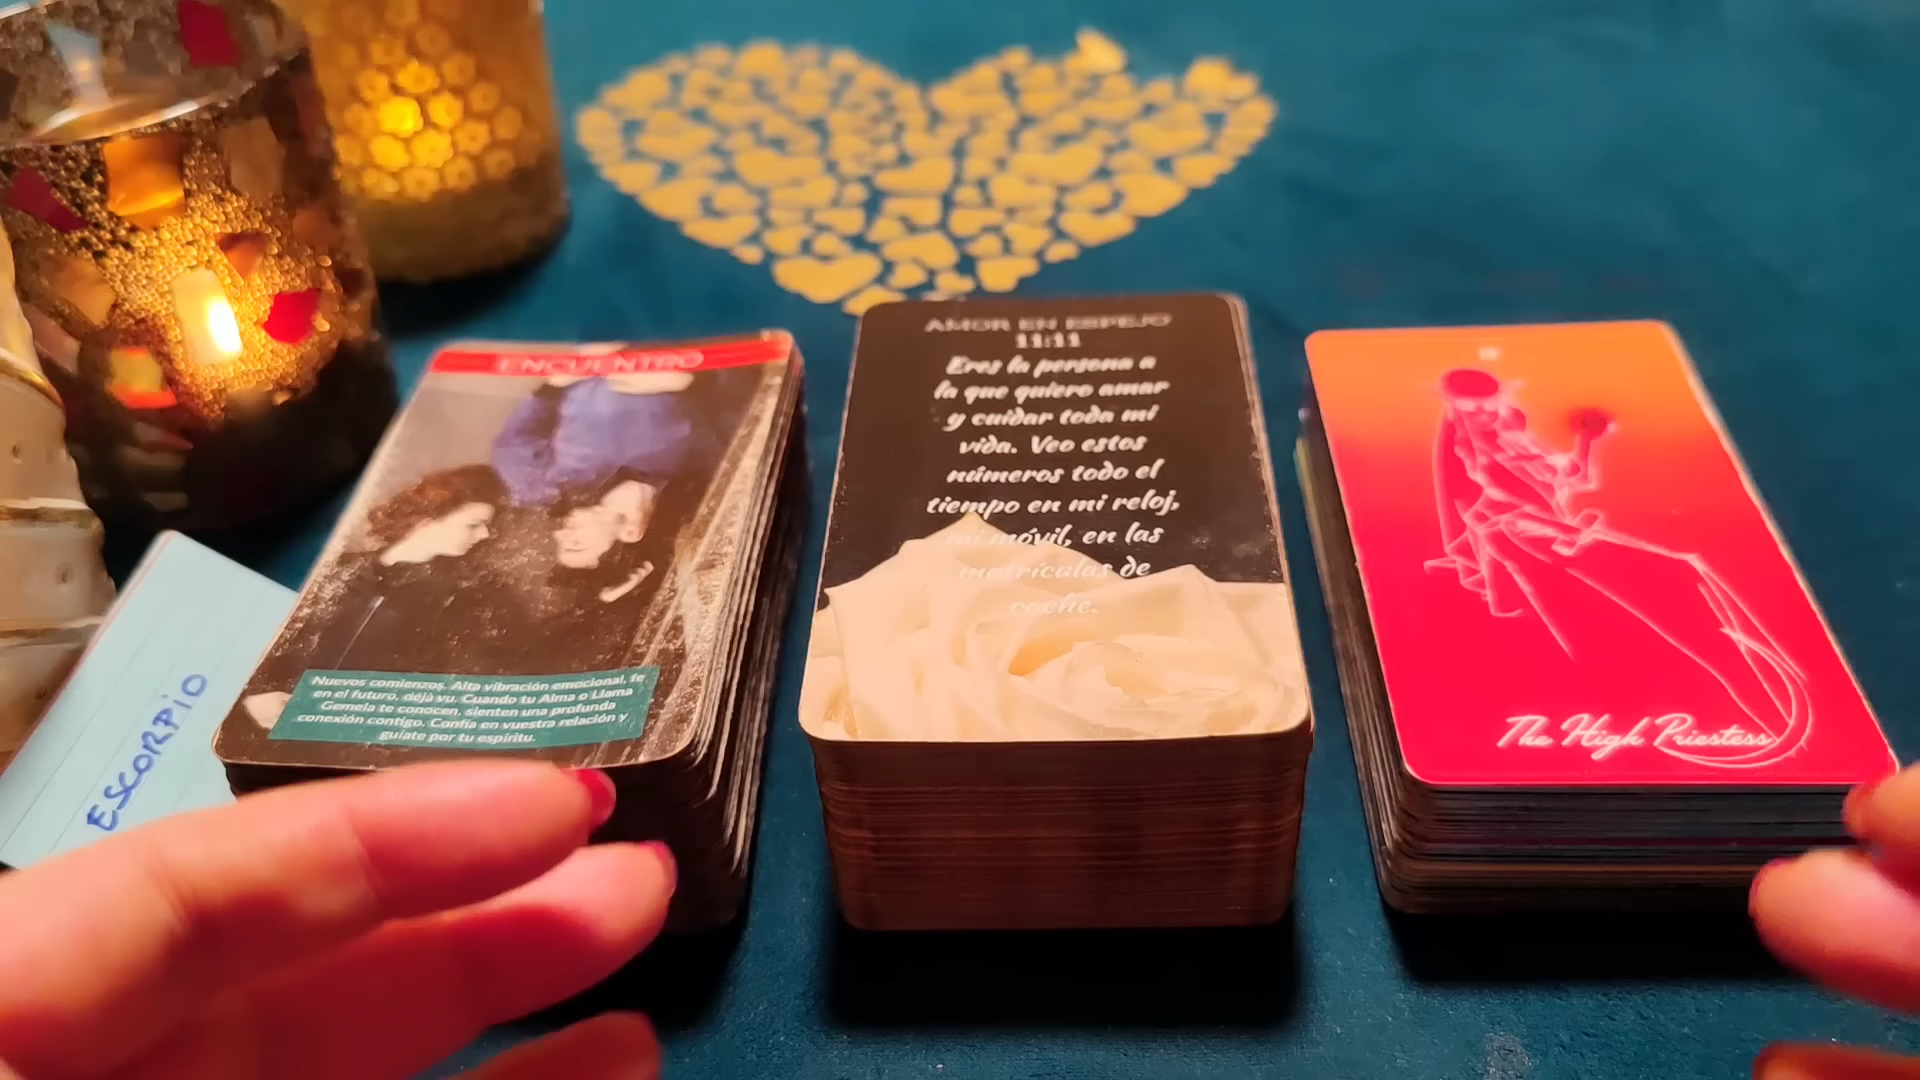 ENCUENTRO
Nuevos comienzos. Alta vibración emocional, fe
en el futuro, déjà vu. Cuando tu Alma o Llama
Gemela te conocen, sienten una profunda
conexión contigo. Confía en vuestra relación y
guíate por tu espíritu.
AMOR EN ESPEJO
11:11
Eres la persona a
la que quiero amar
y cuidar toda mi
vida. Veo estos
números todo el
tiempo en mi reloj,
mi móvil, en las
matrículas de
coche.
The High Priestess
ESCORPIO